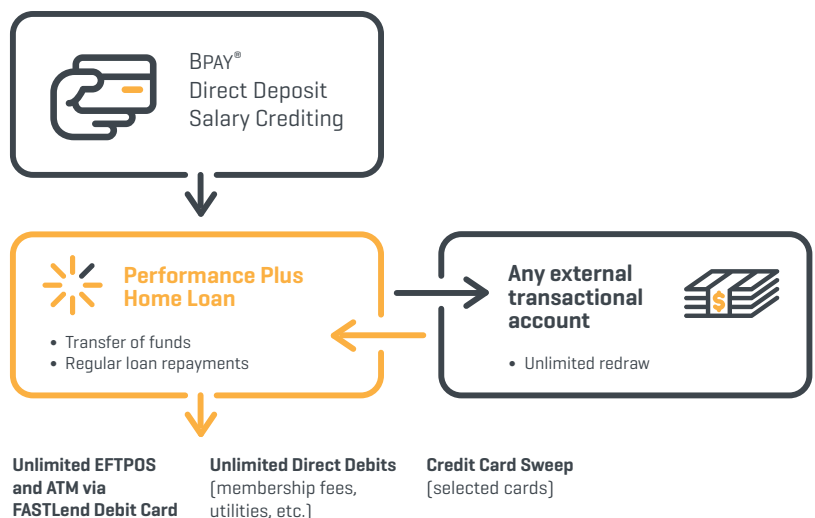 BPAY®
Direct Deposit
Salary Crediting
Performance Plus
Home Loan
• Transfer of funds
• Regular loan repayments
Any external
transactional
account
$
• Unlimited redraw
Unlimited EFTPOS
and ATM via
FASTLend Debit Card
Unlimited Direct Debits
(membership fees,
utilities, etc.)
Credit Card Sweep
(selected cards)